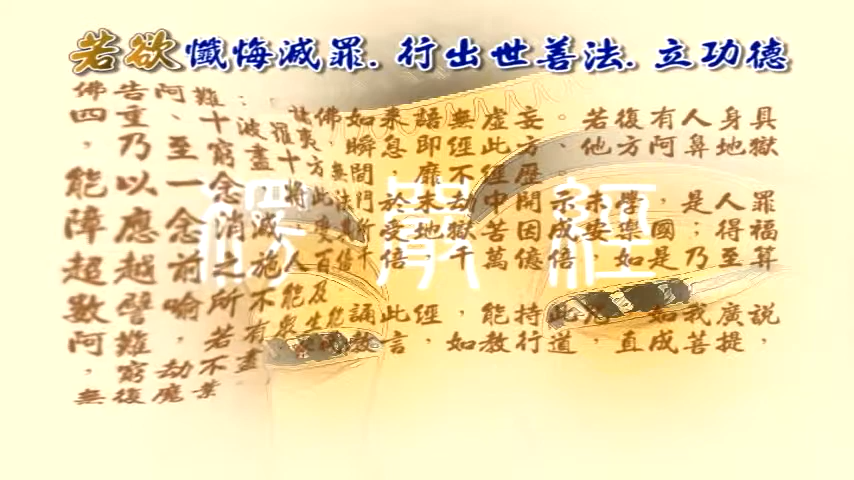 若欲懺悔滅罪．行出世善法．立功德
佛告阿難：諸佛如來語無虛妄。若復有人身具
四重、十波羅夷，瞬息即經此方、他方阿鼻地獄
，乃至窮盡十方無間，靡不經歷。
能以一念，將此法門於末劫中開示未學，是人罪
障應念消滅，變其所受地獄苦因成安樂國；得福
超越前之施人百倍千倍，千萬億倍，如是乃至算
數譬喻所不能及
阿難，若有眾生能誦此經，能持此咒，如我廣說
，窮劫不盡。依我教言，如教行道，直成菩提，
無復魔業
楞嚴經